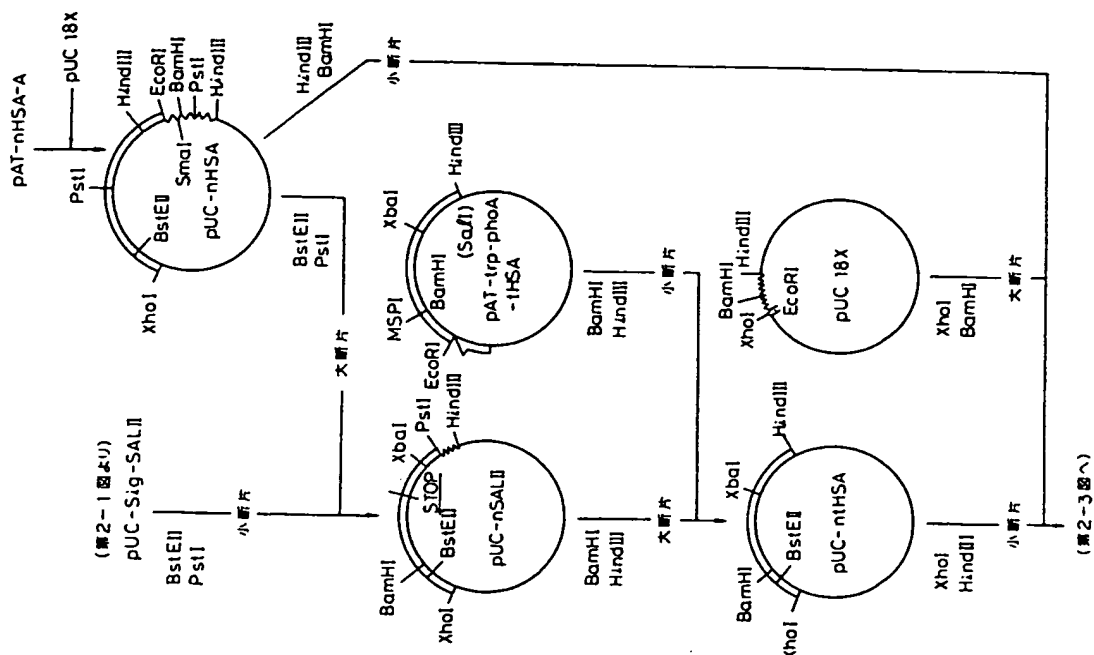 pAT-nHSA-A
pUC 18X
HindIII
EcoRI
BamHI
PstI
HindIII
SmaI
PstI
BstEII
XhoI
pUC-nHSA
HindIII
BamHI
小断片
BstEII
PstI
大断片
(第2-1図より)
pUC-Sig-SALII
BstEII
PstI
小断片
BamHI
STOP
XbaI
PstI
HindIII
BstEII
XhoI
pUC-nSALII
EcoRI
MSPI
BamHI
XbaI
(SalI)
HindIII
pAT-trp-phoA
-tHSA
BamHI
HindIII
大断片
BamHI
HindIII
小断片
BamHI
XbaI
HindIII
BstEII
XhoI
pUC-ntHSA
XhoI
BamHI
HindIII
EcoRI
pUC 18X
XhoI
HindIII
小断片
XhoI
BamHI
大断片
(第2-3図へ)